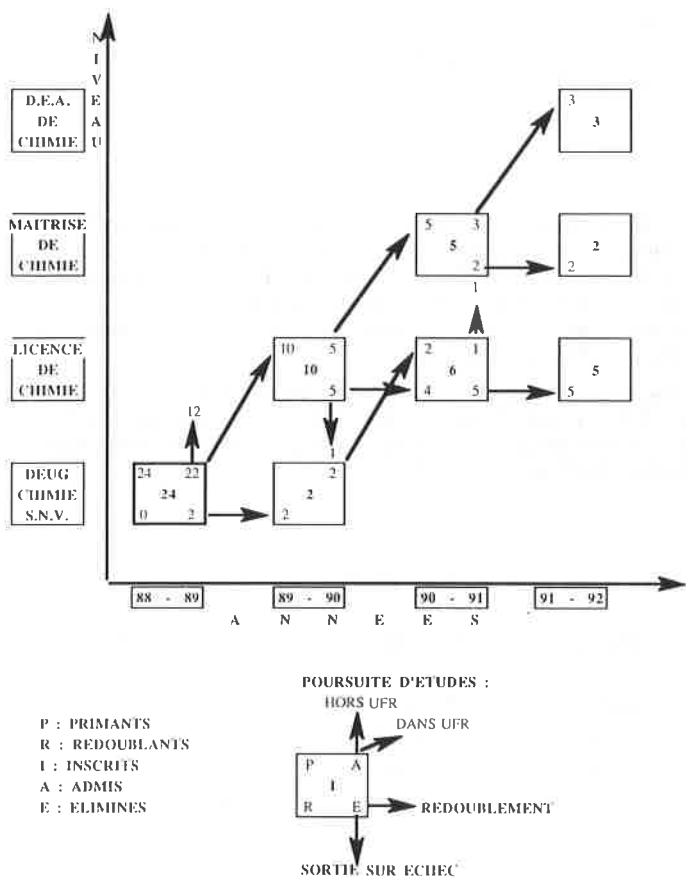 NIVEAU
D.E.A.
DE
CHIMIE
3
3
MAITRISE
DE
CHIMIE
5 3
5
2
2
2
1
LICENCE
DE
CHIMIE
10 5
10
5
2 1
6
4 5
5
5
12
1
DEUG
CHIMIE
S.N.V.
24 22
24
0 2
2
2
2
88 - 89
89 - 90
90 - 91
91 - 92
A N N E E S
POURSUITE D'ETUDES :
HORS UFR
DANS UFR
P : PRIMANTS
R : REDOUBLANTS
I : INSCRITS
A : ADMIS
E : ELIMINES
P A
I
R E
REDOUBLEMENT
SORTIE SUR ECHEC